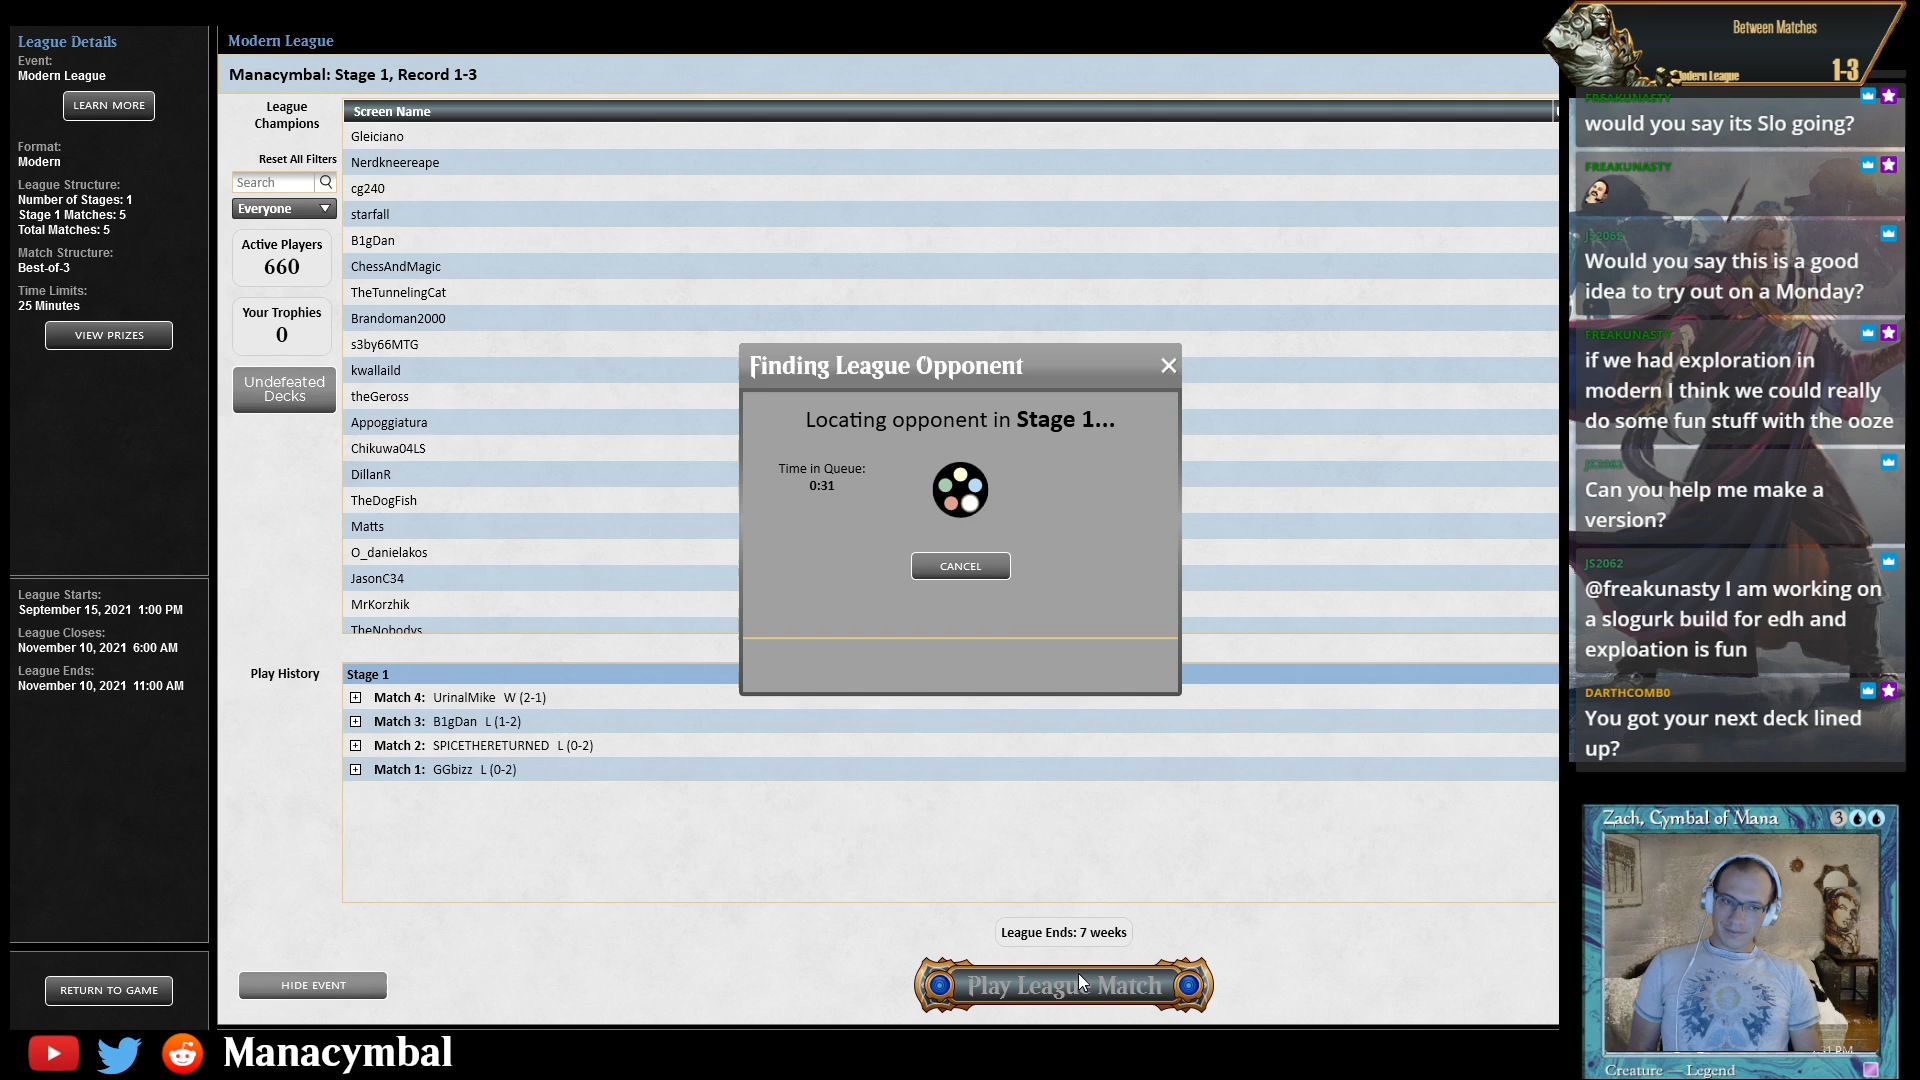 League Details
Event:
Modern League
LEARN MORE
Format:
Modern
League Structure:
Number of Stages: 1
Stage 1 Matches: 5
Total Matches: 5
Match Structure:
Best-of-3
Time Limits:
25 Minutes
VIEW PRIZES
League Starts:
September 15, 2021 1:00 PM
League Closes:
November 10, 2021 6:00 AM
League Ends:
November 10, 2021 11:00 AM
RETURN TO GAME
Modern League
Manacymbal: Stage 1, Record 1-3
League
Champions
Reset All Filters
Search
Everyone
Active Players
660
Your Trophies
0
Undefeated
Decks
Screen Name
Gleiciano
Nerdkneereape
cg240
starfall
B1gDan
ChessAndMagic
TheTunnelingCat
Brandoman2000
s3by66MTG
kwallaild
theGeross
Appoggiatura
Chikuwa04LS
DillanR
TheDogFish
Matts
O_danielakos
JasonC34
MrKorzhik
TheNobodys
Finding League Opponent
Locating opponent in Stage 1...
Time in Queue:
0:31
CANCEL
Play History
Stage 1
Match 4: UrinalMike W (2-1)
Match 3: B1gDan L (1-2)
Match 2: SPICETHERETURNED L (0-2)
Match 1: GGbizz L (0-2)
League Ends: 7 weeks
HIDE EVENT
Play League Match
Between Matches
Modern League
1-3
FREAKUNASTY
would you say its Slo going?
FREAKUNASTY
JS2062
Would you say this is a good
idea to try out on a Monday?
FREAKUNASTY
if we had exploration in
modern I think we could really
do some fun stuff with the ooze
JS2062
Can you help me make a
version?
JS2062
@freakunasty I am working on
a slogurk build for edh and
exploation is fun
DARTHCOMB0
You got your next deck lined
up?
Zach, Cymbal of Mana 3
Creature — Legend
Manacymbal